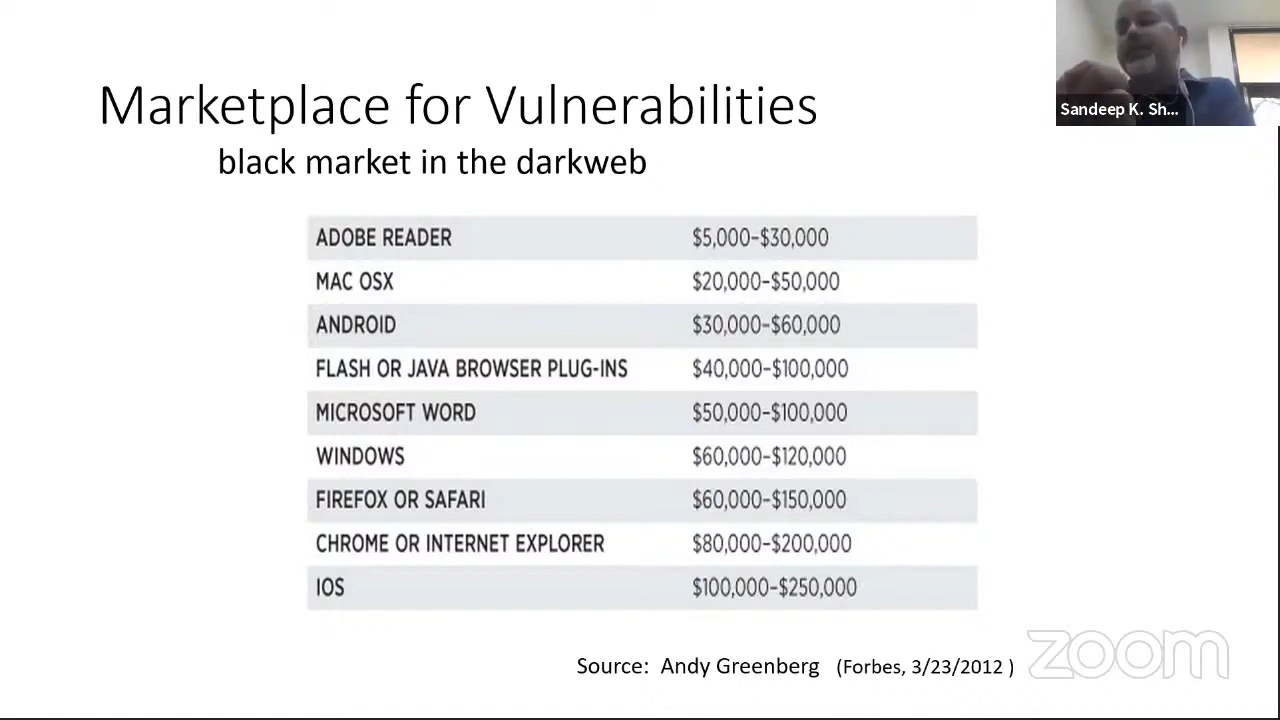 Marketplace for Vulnerabilities
black market in the darkweb
Sandeep K. Sh...
ADOBE READER $5,000-$30,000
MAC OSX $20,000-$50,000
ANDROID $30,000-$60,000
FLASH OR JAVA BROWSER PLUG-INS $40,000-$100,000
MICROSOFT WORD $50,000-$100,000
WINDOWS $60,000-$120,000
FIREFOX OR SAFARI $60,000-$150,000
CHROME OR INTERNET EXPLORER $80,000-$200,000
IOS $100,000-$250,000
Source: Andy Greenberg (Forbes, 3/23/2012 )
zoom